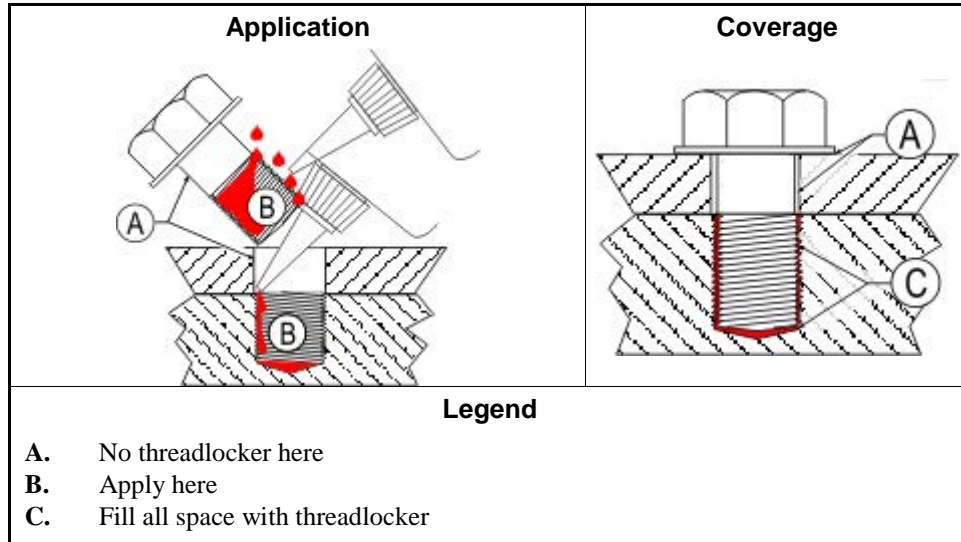 Application
Coverage
A
B
B
A
C
Legend
A. No threadlocker here
B. Apply here
C. Fill all space with threadlocker